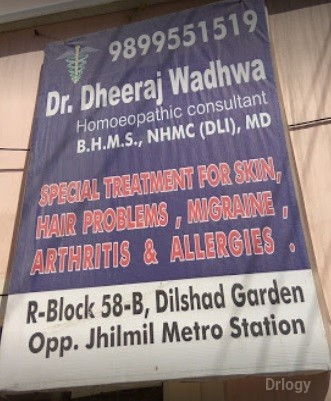 9899551519
Dr. Dheeraj Wadhwa
Homoeopathic consultant
B.H.M.S., NHMC (DLI), MD
SPECIAL TREATMENT FOR SKIN,
HAIR PROBLEMS , MIGRAINE ,
ARTHRITIS & ALLERGIES .
R-Block 58-B, Dilshad Garden
Opp. Jhilmil Metro Station
Drlogy